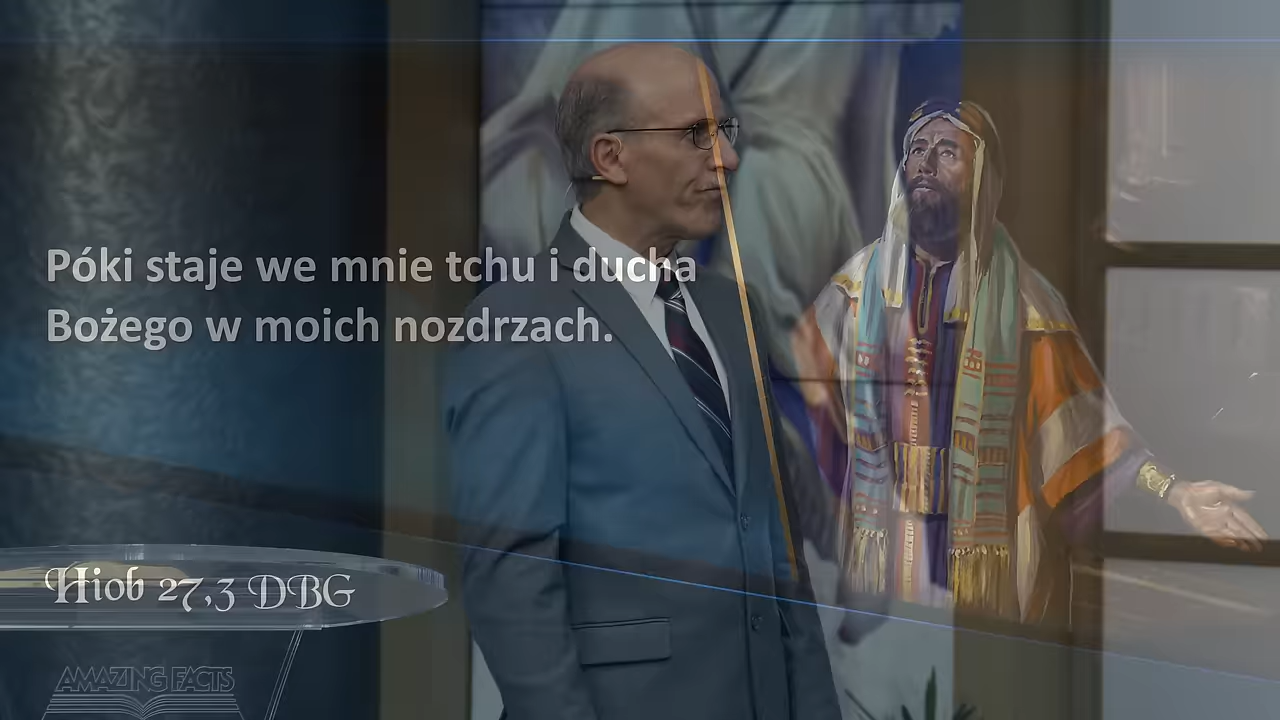 Póki staje we mnie tchu i ducha
Bożego w moich nozdrzach.
Hiob 27,3 DBG
AMAZING FACTS